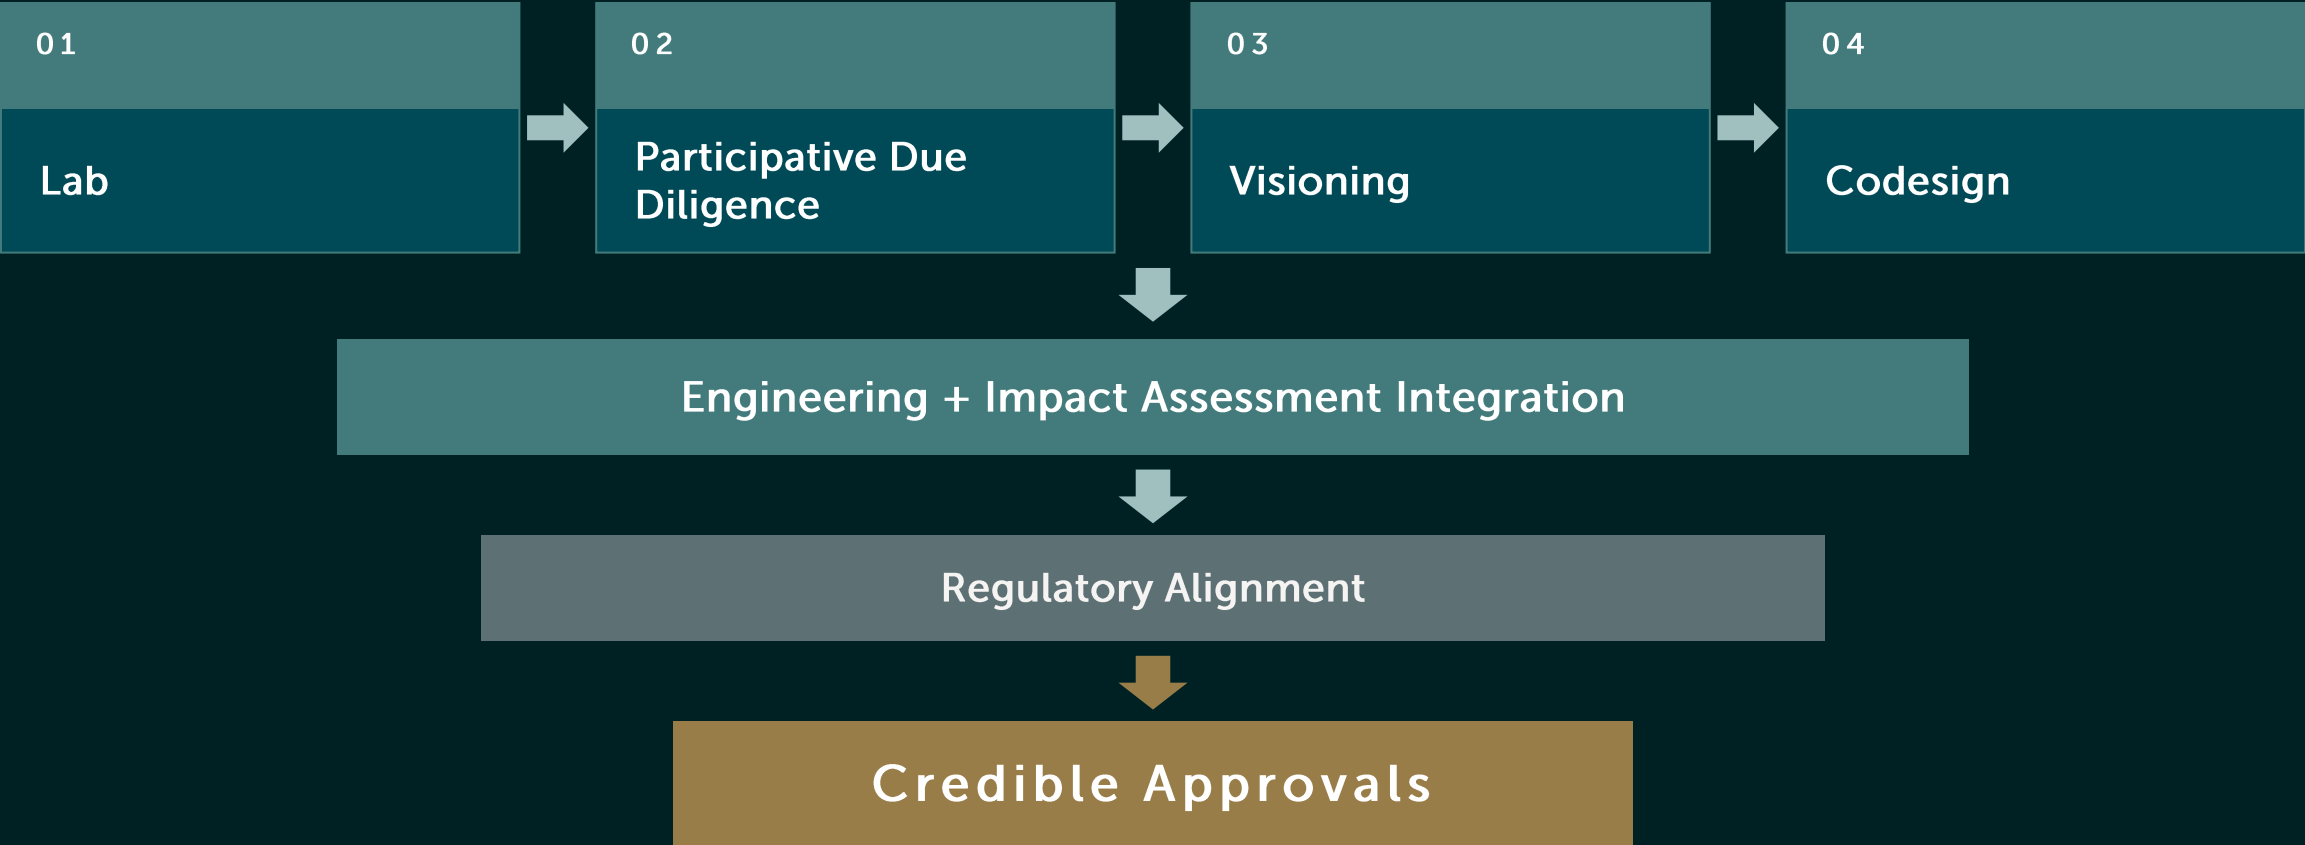 01
Lab
02
Participative Due
Diligence
03
Visioning
04
Codesign
Engineering + Impact Assessment Integration
Regulatory Alignment
Credible Approvals